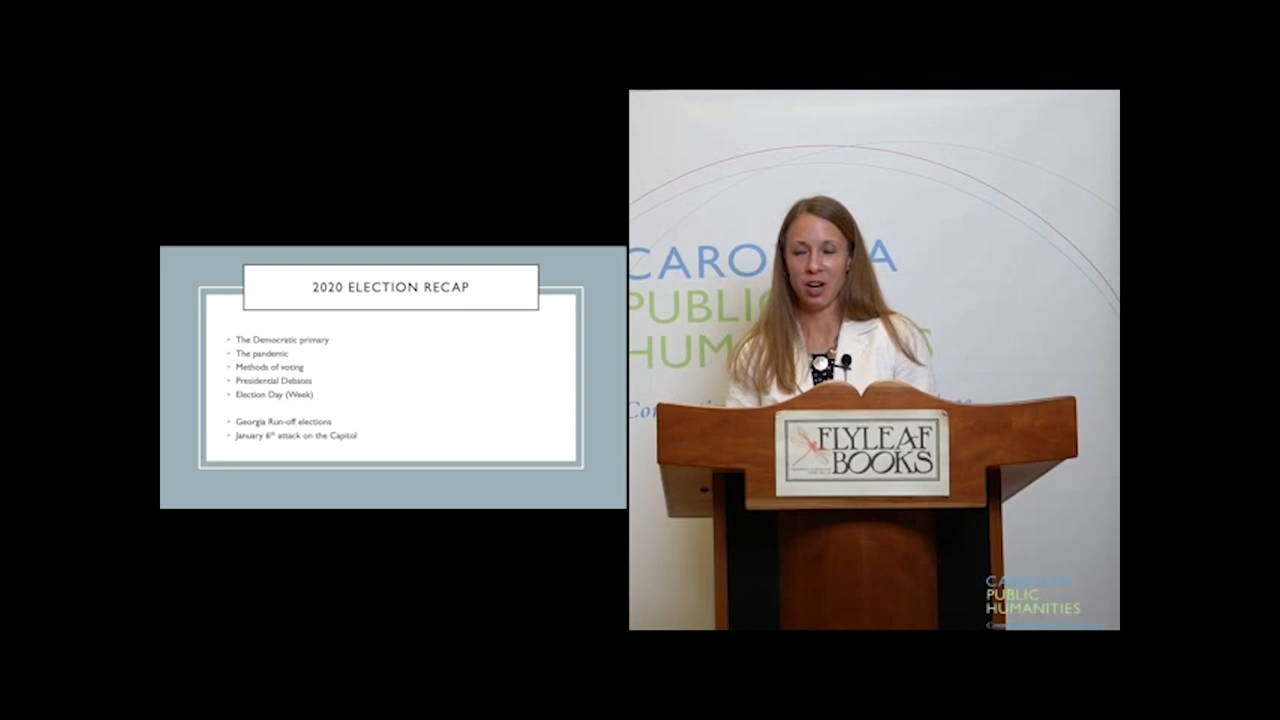 2020 ELECTION RECAP
• The Democratic primary
• The pandemic
• Methods of voting
• Presidential Debates
• Election Day (Week)
• Georgia Run-off elections
• January 6th attack on the Capitol
CARO A
PUBLI
HUM S
FLYLEAF
BOOKS
PUBLIC
HUMANITIES